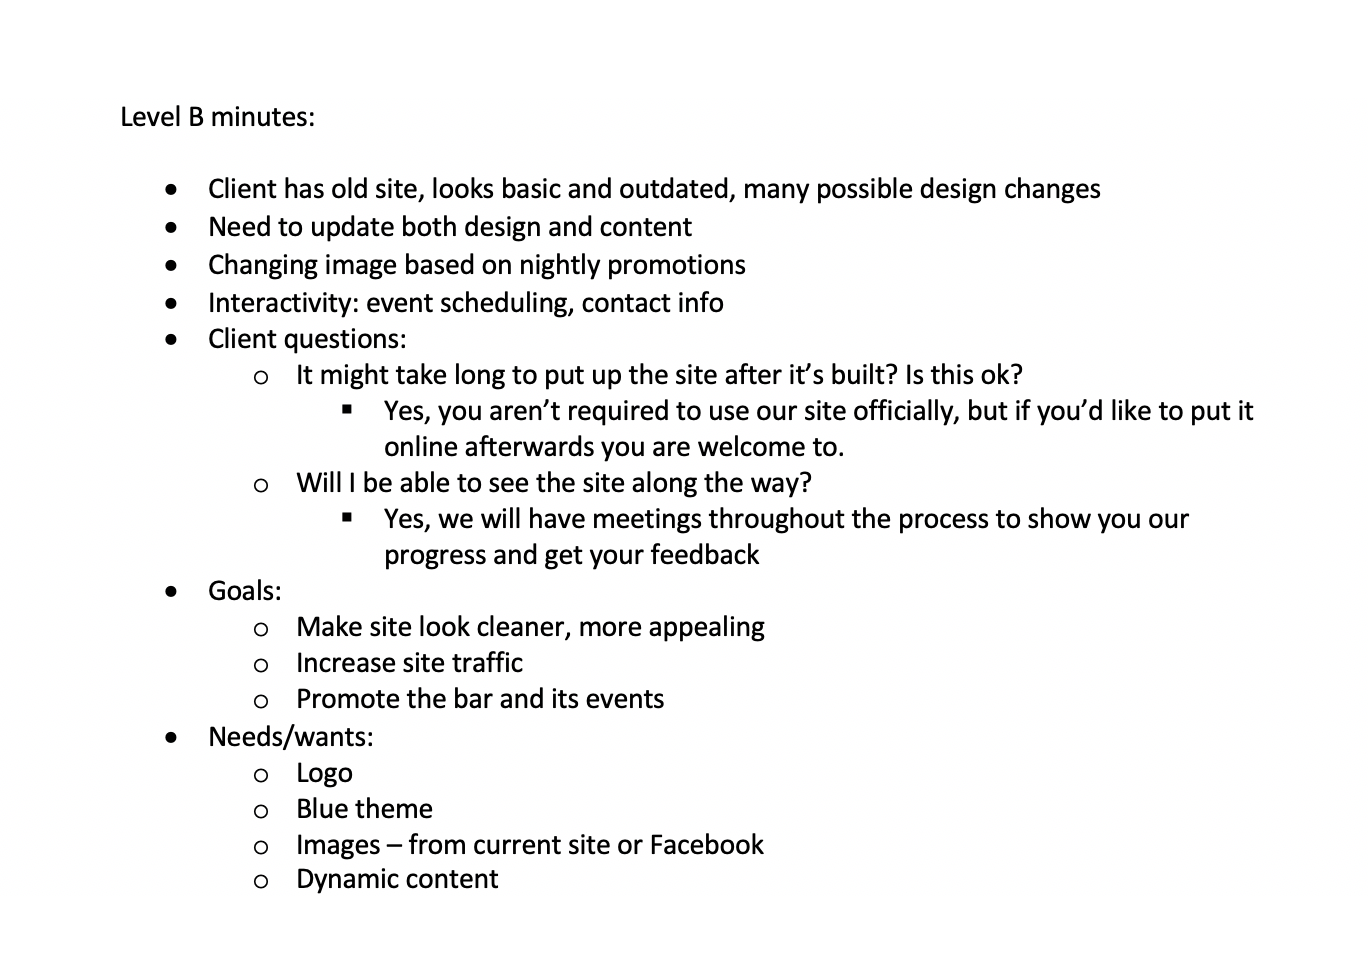 Level B minutes:
• Client has old site, looks basic and outdated, many possible design changes
• Need to update both design and content
• Changing image based on nightly promotions
• Interactivity: event scheduling, contact info
• Client questions:
o It might take long to put up the site after it’s built? Is this ok?
▪ Yes, you aren’t required to use our site officially, but if you’d like to put it
online afterwards you are welcome to.
o Will I be able to see the site along the way?
▪ Yes, we will have meetings throughout the process to show you our
progress and get your feedback
• Goals:
o Make site look cleaner, more appealing
o Increase site traffic
o Promote the bar and its events
• Needs/wants:
o Logo
o Blue theme
o Images – from current site or Facebook
o Dynamic content